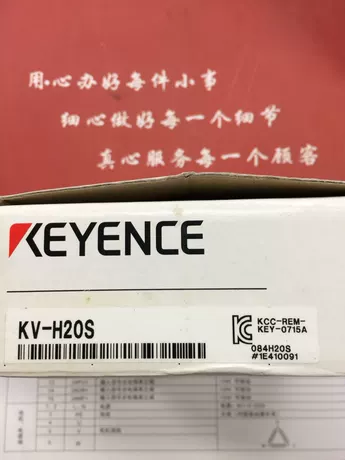 用心办好每件小事
细心做好每一个细节
真心服务每一个顾客
KEYENCE
KV-H20S
KCC-REM-
KEY-0715A
084H20S
#1E410091